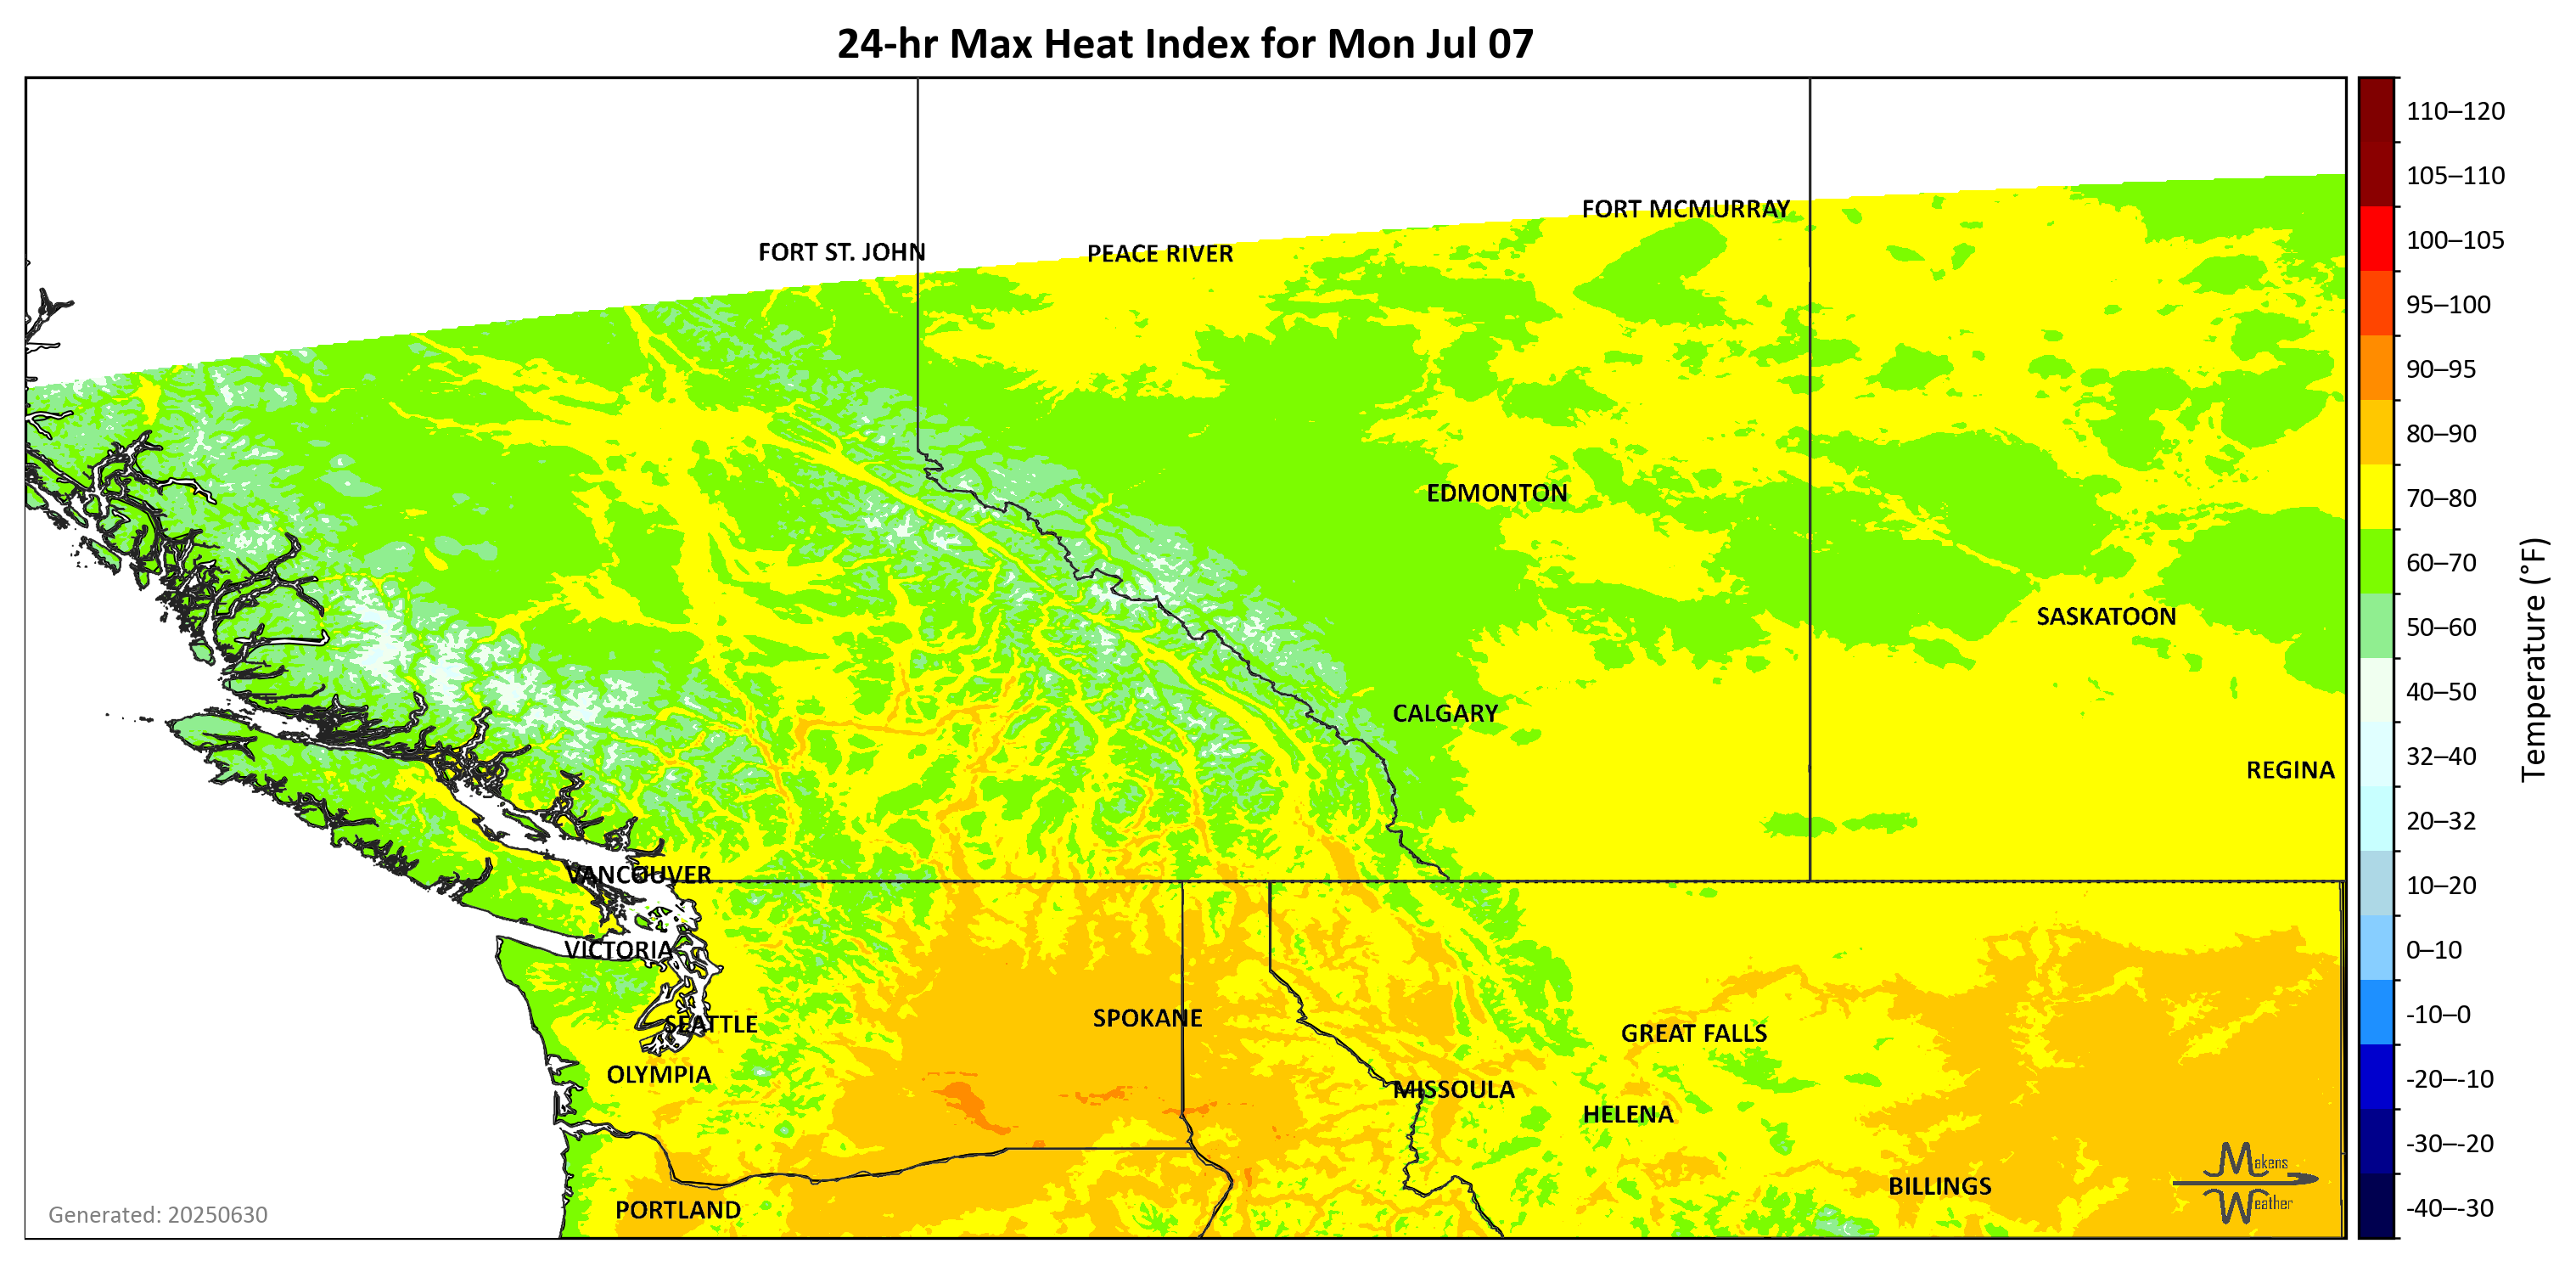 24-hr Max Heat Index for Mon Jul 07
FORT MCMURRAY
FORT ST. JOHN
PEACE RIVER
EDMONTON
SASKATOON
CALGARY
REGINA
VANCOUVER
VICTORIA
SEATTLE
SPOKANE
GREAT FALLS
OLYMPIA
MISSOULA
HELENA
BILLINGS
PORTLAND
Makens
Weather
Generated: 20250630
110–120
105–110
100–105
95–100
90–95
80–90
70–80
60–70
50–60
40–50
32–40
20–32
10–20
0–10
-10–0
-20–-10
-30–-20
-40–-30
Temperature (°F)